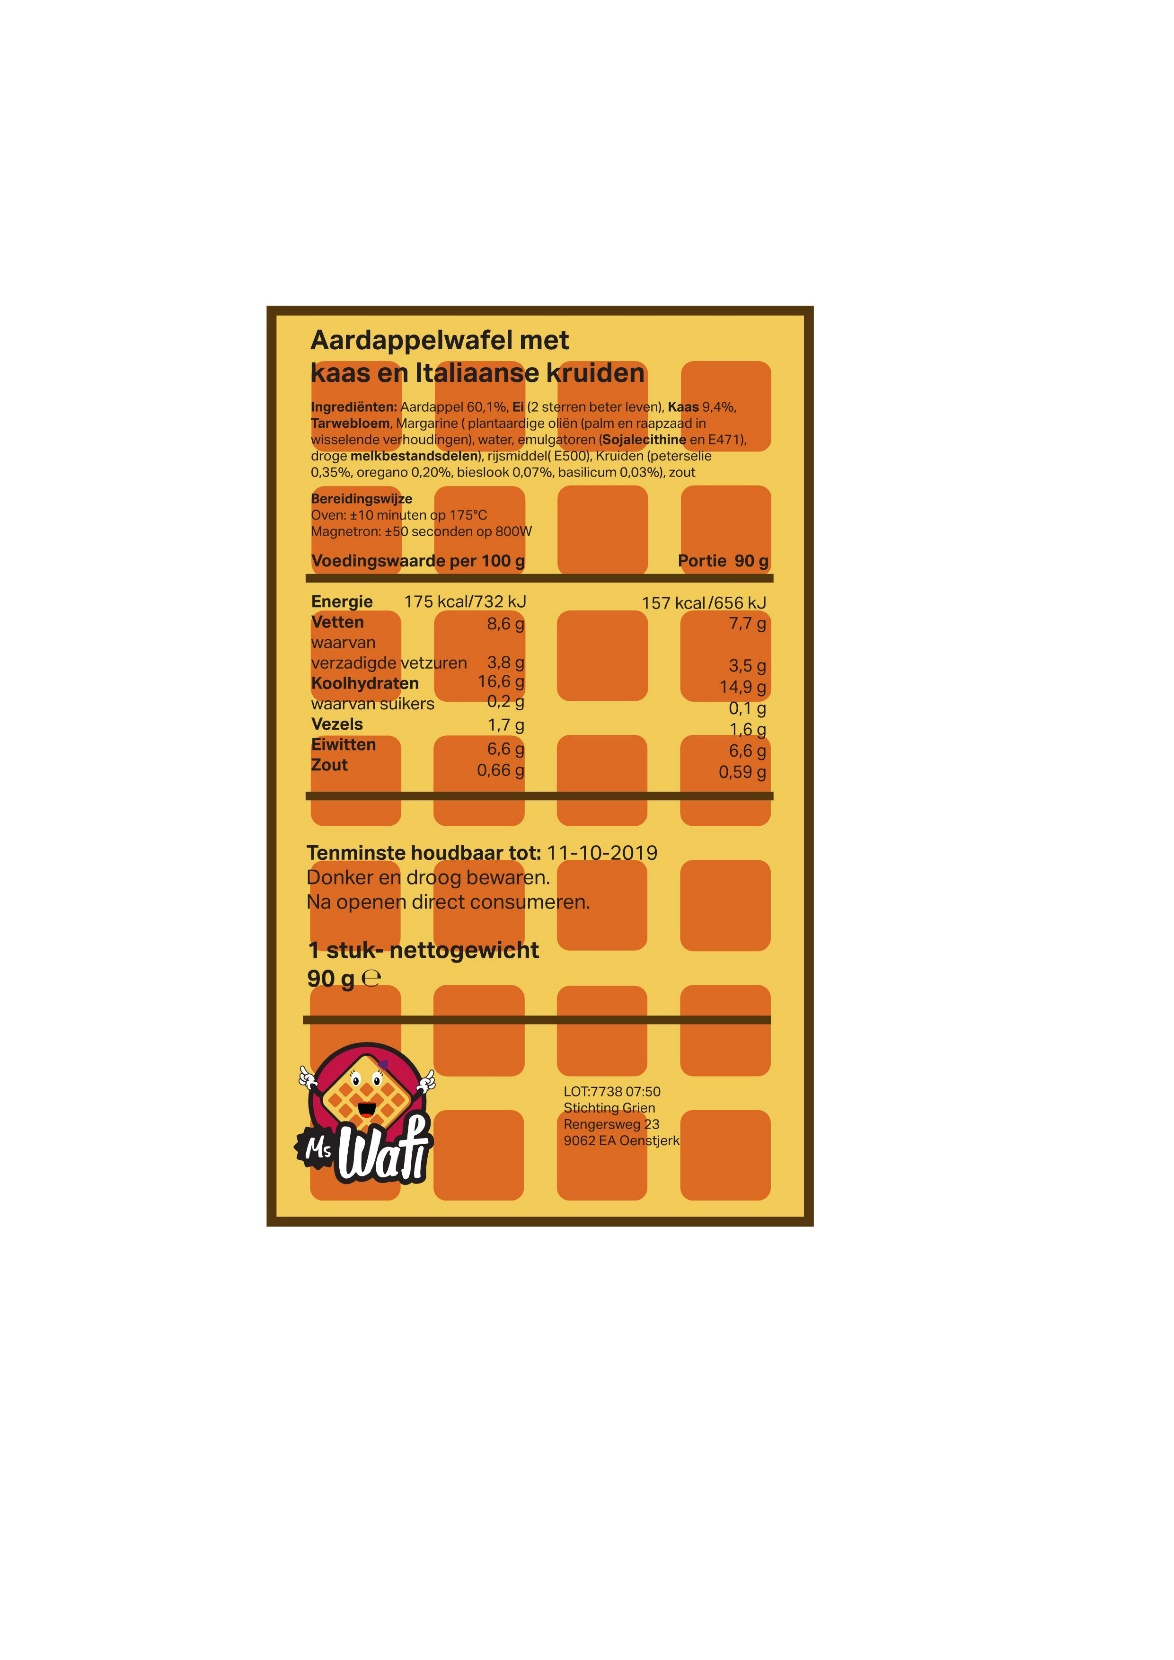 Aardappelwafel met
kaas en Italiaanse kruiden
Ingrediënten: Aardappel 60,1%, Ei (2 sterren beter leven), Kaas 9,4%,
Tarwebloem, Margarine ( plantaardige oliën (palm en raapzaad in
wisselende verhoudingen), water, emulgatoren (Sojalecithine en E471),
droge melkbestandsdelen), rijsmiddel( E500), Kruiden (peterselie
0,35%, oregano 0,20%, bieslook 0,07%, basilicum 0,03%), zout
Bereidingswijze
Oven: ±10 minuten op 175°C
Magnetron: ±50 seconden op 800W
Voedingswaarde per 100 g Portie 90 g
Energie 175 kcal/732 kJ 157 kcal/656 kJ
Vetten 8,6 g 7,7 g
waarvan
verzadigde vetzuren 3,8 g 3,5 g
Koolhydraten 16,6 g 14,9 g
waarvan suikers 0,2 g 0,1 g
Vezels 1,7 g 1,6 g
Eiwitten 6,6 g 6,6 g
Zout 0,66 g 0,59 g
Tenminste houdbaar tot: 11-10-2019
Donker en droog bewaren.
Na openen direct consumeren.
1 stuk- nettogewicht
90 g ℮
Ms Wafi
LOT:7738 07:50
Stichting Grien
Rengersweg 23
9062 EA Oenstjerk